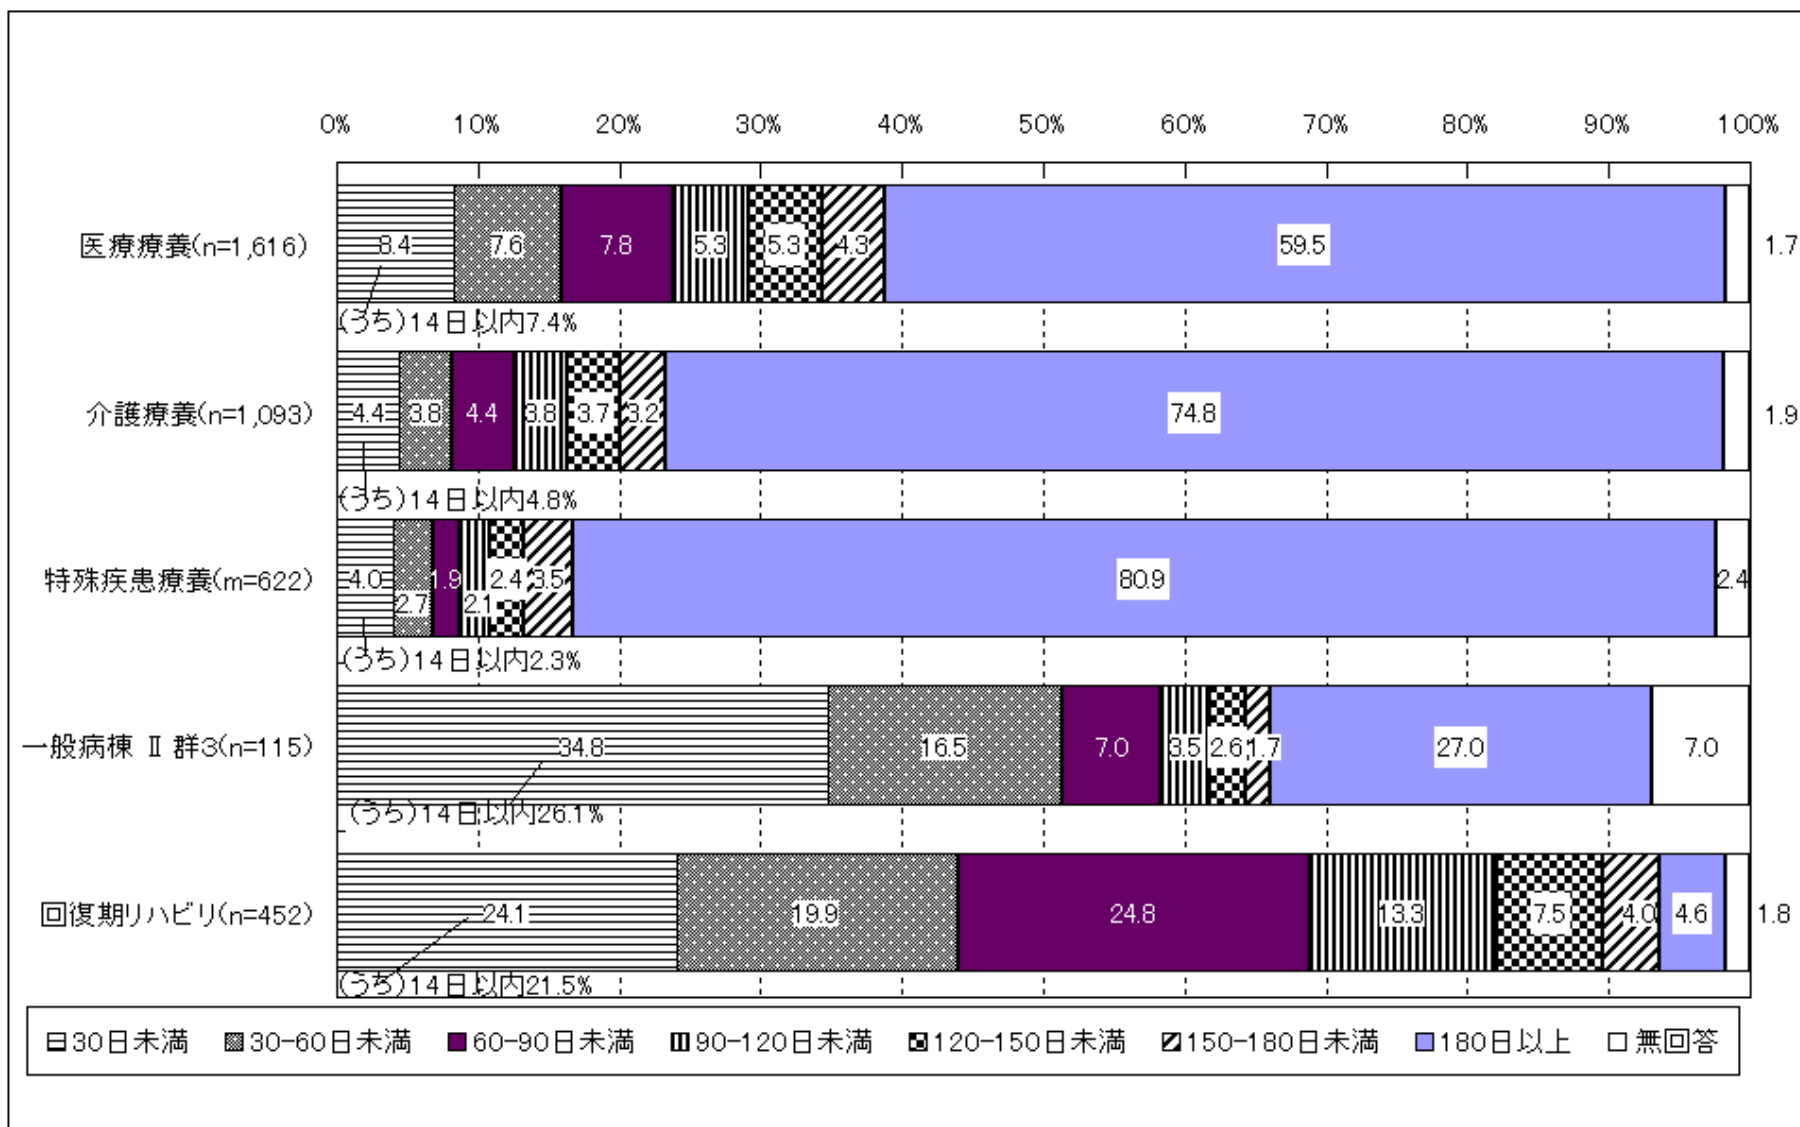 0% 10% 20% 30% 40% 50% 60% 70% 80% 90% 100%
医療療養(n=1,616) 8.4 7.6 7.8 5.3 5.3 4.3 59.5 1.7
(うち)14日以内7.4%
介護療養(n=1,093) 4.4 3.8 4.4 3.8 3.7 3.2 74.8 1.9
(うち)14日以内4.8%
特殊疾患療養(m=622) 4.0 2.7 1.9 2.1 2.4 3.5 80.9 2.4
(うち)14日以内2.3%
一般病棟 Ⅱ 群3(n=115) 34.8 16.5 7.0 3.5 2.6 1.7 27.0 7.0
(うち)14日以内26.1%
回復期リハビリ(n=452) 24.1 19.9 24.8 13.3 7.5 4.0 4.6 1.8
(うち)14日以内21.5%
30日未満 30-60日未満 60-90日未満 90-120日未満 120-150日未満 150-180日未満 180日以上 無回答